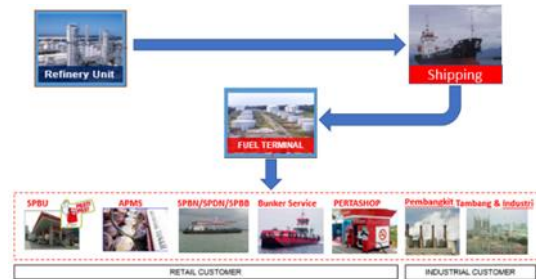 Refinery Unit
Shipping
FUEL TERMINAL
SPBU
APMS
SPBN/SPDN/SPBB
Bunker Service
PERTASHOP
Pembangkit
Tambang & Industri
RETAIL CUSTOMER
INDUSTRIAL CUSTOMER